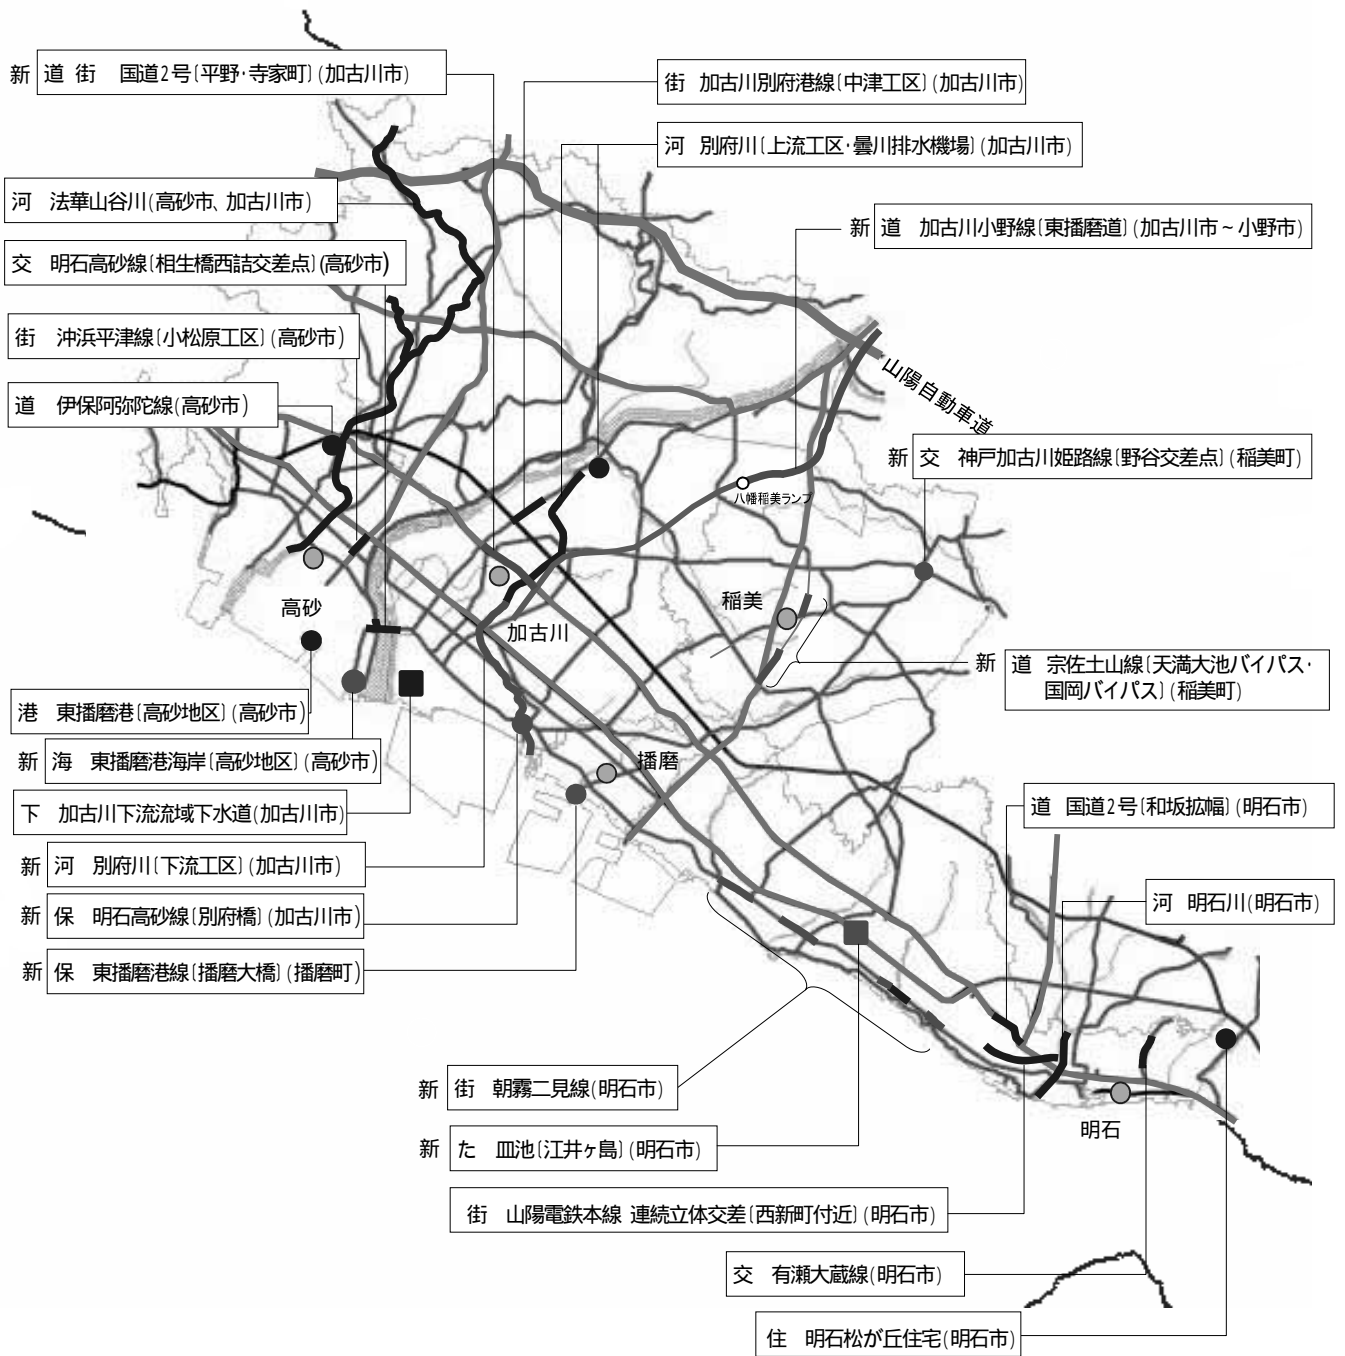 新 道 街 国道2号〔平野・寺家町〕(加古川市)
街 加古川別府港線〔中津工区〕(加古川市)
河 別府川〔上流工区・曇川排水機場〕(加古川市)
河 法華山谷川(高砂市、加古川市)
新 道 加古川小野線〔東播磨道〕(加古川市~小野市)
交 明石高砂線〔相生橋西詰交差点〕(高砂市)
街 沖浜平津線〔小松原工区〕(高砂市)
山陽自動車道
道 伊保阿弥陀線(高砂市)
新 交 神戸加古川姫路線〔野谷交差点〕(稲美町)
八幡稲美ランプ
高砂
稲美
加古川
新 道 宗佐土山線〔天満大池バイパス・
国岡バイパス〕(稲美町)
港 東播磨港〔高砂地区〕(高砂市)
新 海 東播磨港海岸〔高砂地区〕(高砂市)
播磨
下 加古川下流流域下水道(加古川市)
道 国道2号〔和坂拡幅〕(明石市)
新 河 別府川〔下流工区〕(加古川市)
河 明石川(明石市)
新 保 明石高砂線〔別府橋〕(加古川市)
新 保 東播磨港線〔播磨大橋〕(播磨町)
新 街 朝霧二見線(明石市)
明石
新 た 皿池〔江井ヶ島〕(明石市)
街 山陽電鉄本線 連続立体交差〔西新町付近〕(明石市)
交 有瀬大蔵線(明石市)
住 明石松が丘住宅(明石市)